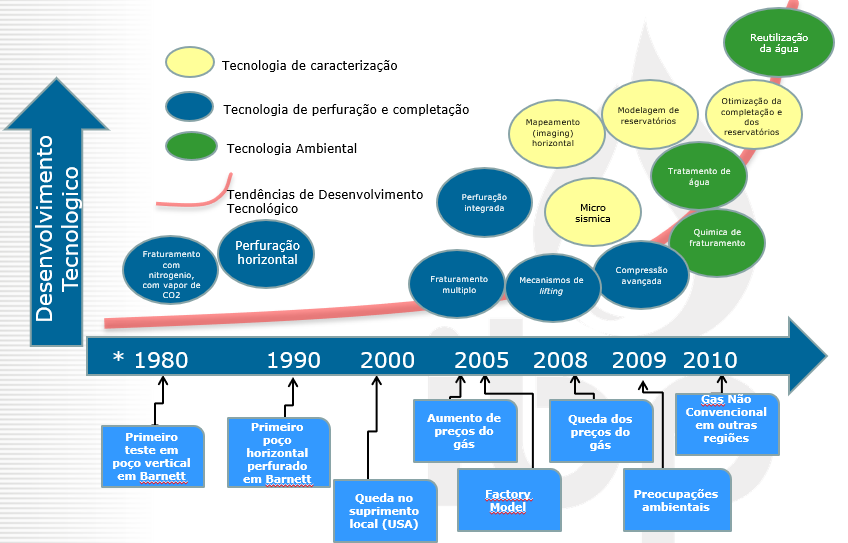 Reutilização
da água
Tecnologia de caracterização
Tecnologia de perfuração e completação
Tecnologia Ambiental
Tendências de Desenvolvimento
Tecnológico
Mapeamento
(imaging)
horizontal
Modelagem de
reservatórios
Otimização da
completação e
dos
reservatórios
Desenvolvimento
Tecnologico
Perfuração
integrada
Micro
sismica
Tratamento de
água
Fraturamento
com
nitrogenio,
com vapor de
CO2
Perfuração
horizontal
Fraturamento
multiplo
Mecanismos de
lifting
Compressão
avançada
Quimica de
fraturamento
* 1980
1990
2000
2005
2008
2009
2010
Primeiro
teste em
poço vertical
em Barnett
Primeiro
poço
horizontal
perfurado
em Barnett
Queda no
suprimento
local (USA)
Aumento de
preços do
gás
Factory
Model
Queda dos
preços do
gás
Preocupações
ambientais
Gas Não
Convencional
em outras
regiões
ibp